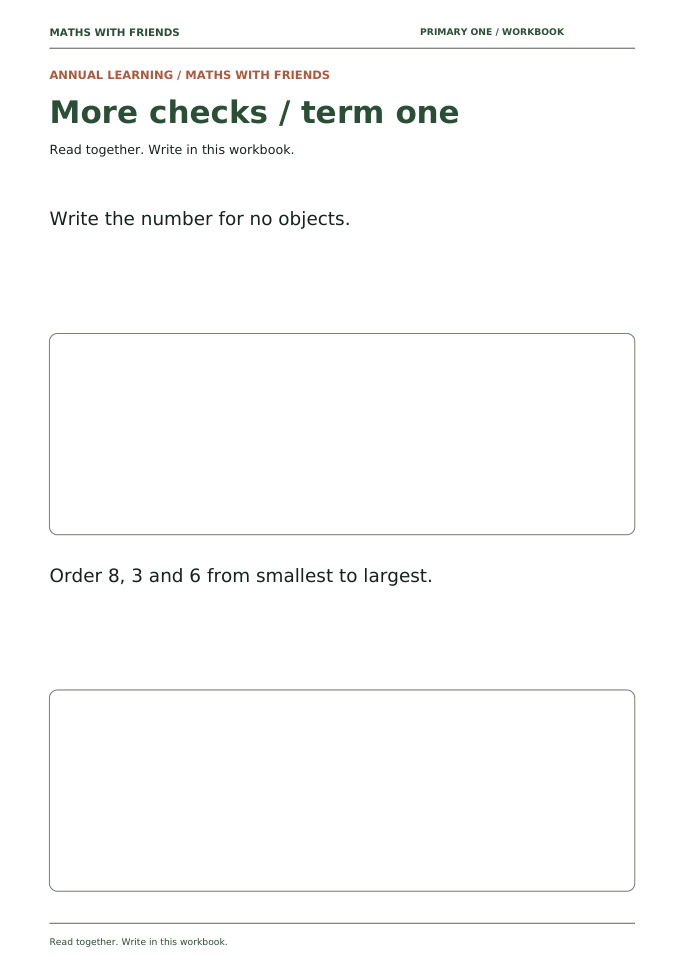 MATHS WITH FRIENDS
PRIMARY ONE / WORKBOOK
ANNUAL LEARNING / MATHS WITH FRIENDS
More checks / term one
Read together. Write in this workbook.
Write the number for no objects.
Order 8, 3 and 6 from smallest to largest.
Read together. Write in this workbook.